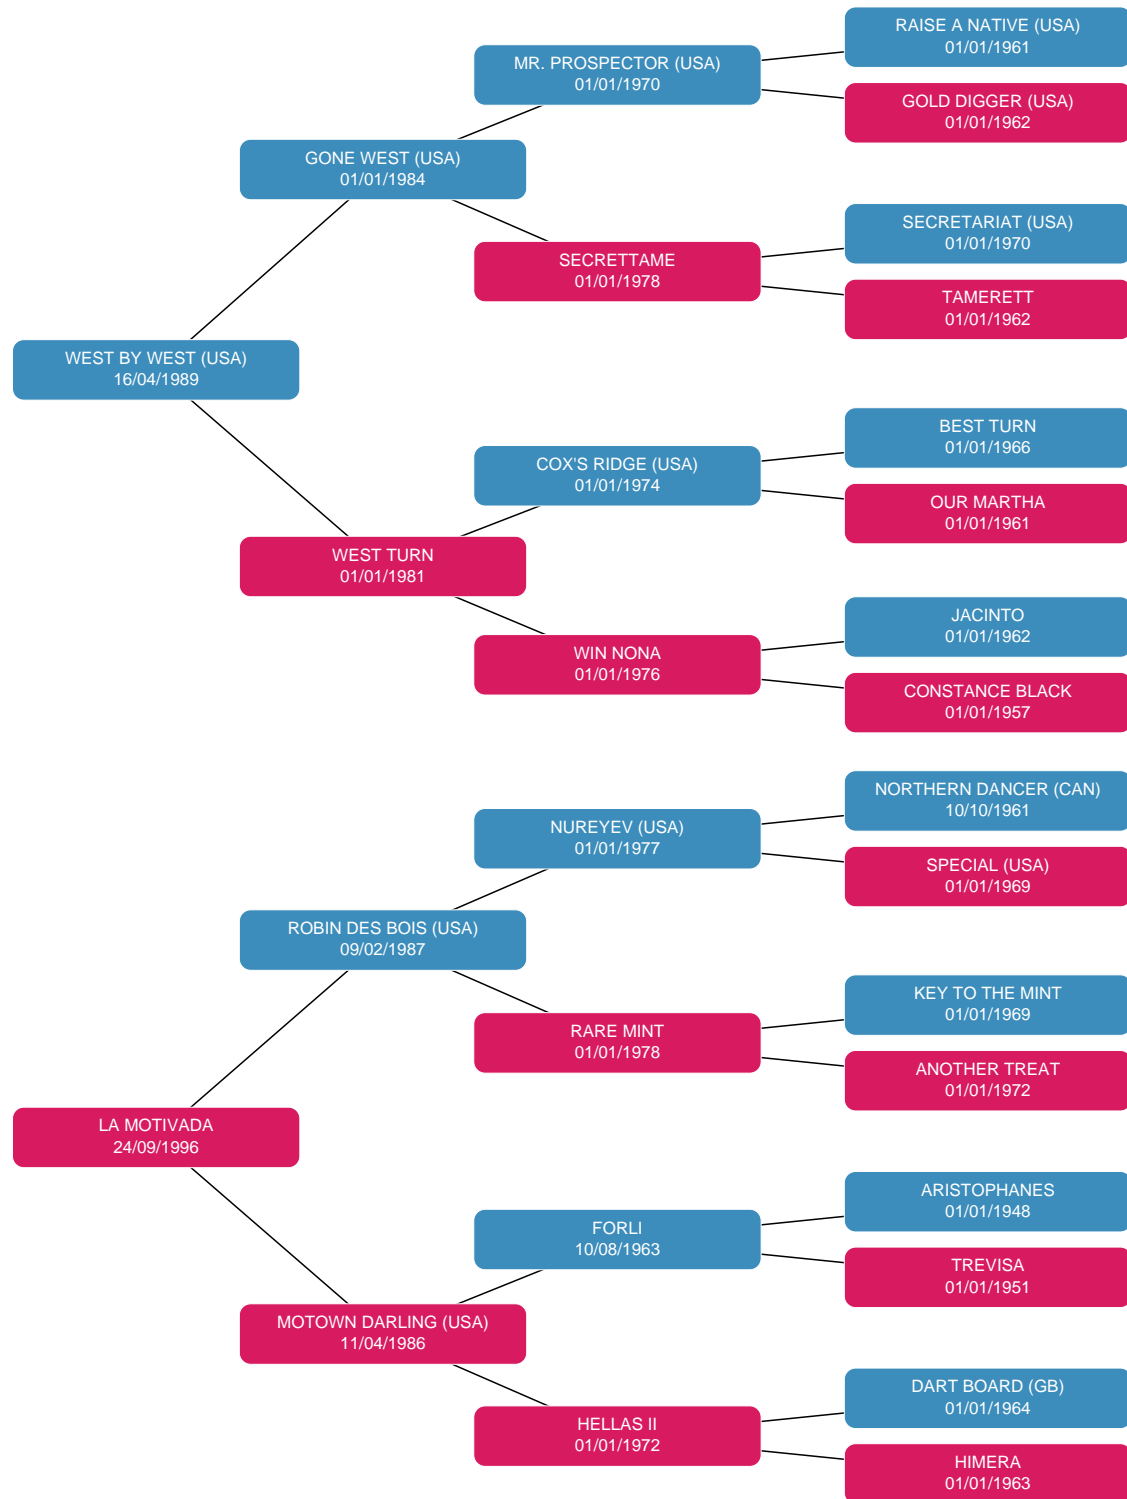 RAISE A NATIVE (USA)
01/01/1961
MR. PROSPECTOR (USA)
01/01/1970
GOLD DIGGER (USA)
01/01/1962
GONE WEST (USA)
01/01/1984
SECRETARIAT (USA)
01/01/1970
SECRETTAME
01/01/1978
TAMERETT
01/01/1962
WEST BY WEST (USA)
16/04/1989
BEST TURN
01/01/1966
COX'S RIDGE (USA)
01/01/1974
OUR MARTHA
01/01/1961
WEST TURN
01/01/1981
JACINTO
01/01/1962
WIN NONA
01/01/1976
CONSTANCE BLACK
01/01/1957
NORTHERN DANCER (CAN)
10/10/1961
NUREYEV (USA)
01/01/1977
SPECIAL (USA)
01/01/1969
ROBIN DES BOIS (USA)
09/02/1987
KEY TO THE MINT
01/01/1969
RARE MINT
01/01/1978
ANOTHER TREAT
01/01/1972
LA MOTIVADA
24/09/1996
ARISTOPHANES
01/01/1948
FORLI
10/08/1963
TREVISA
01/01/1951
MOTOWN DARLING (USA)
11/04/1986
DART BOARD (GB)
01/01/1964
HELLAS II
01/01/1972
HIMERA
01/01/1963